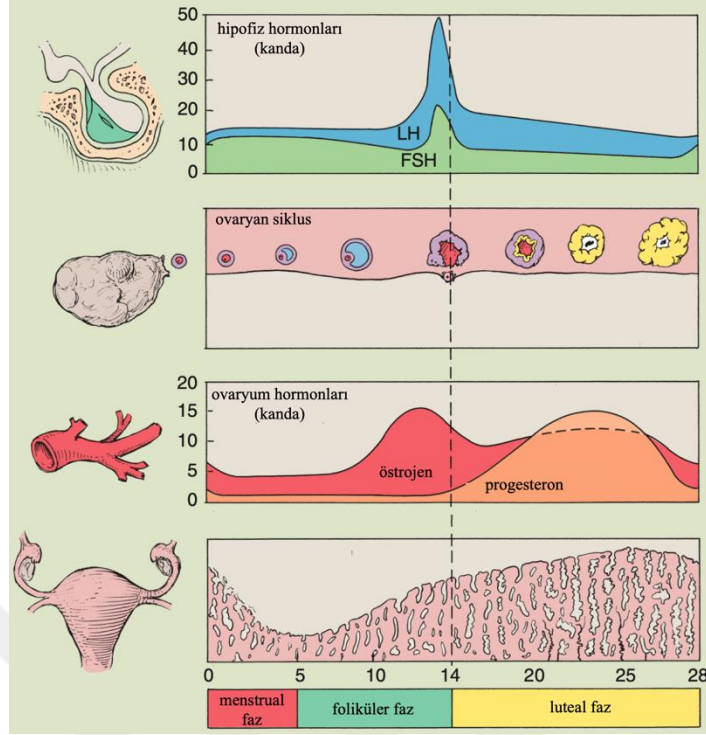 50
hipofiz hormonları
(kanda)
40
30
20
10
0
LH
FSH
ovaryan siklus
20
ovaryum hormonları
(kanda)
15
10
5
0
östrojen
progesteron
0 5 10 14 20 25 28
menstrual
faz
foliküler faz
luteal faz